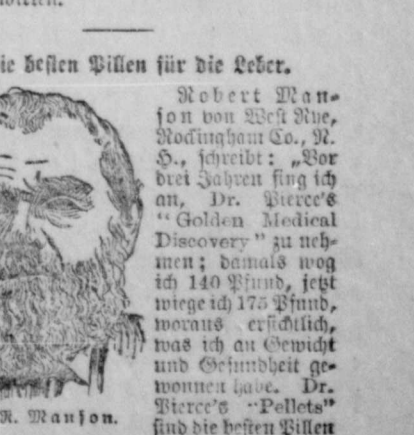 ie besten Pillen für die Leber.
Robert Man-
son von West Rye,
Rockingham Co., N.
H., schreibt: „Vor
drei Jahren fing ich
an, Dr. Pierce's
"Golden Medical
Discovery" zu neh-
men; damals wog
ich 140 Pfund, jetzt
wiege ich 175 Pfund,
woraus ersichtlich,
was ich an Gewicht
und Gesundheit ge-
wonnen habe. Dr.
Pierce's "Pellets"
sind die besten Pillen
R. Manson.